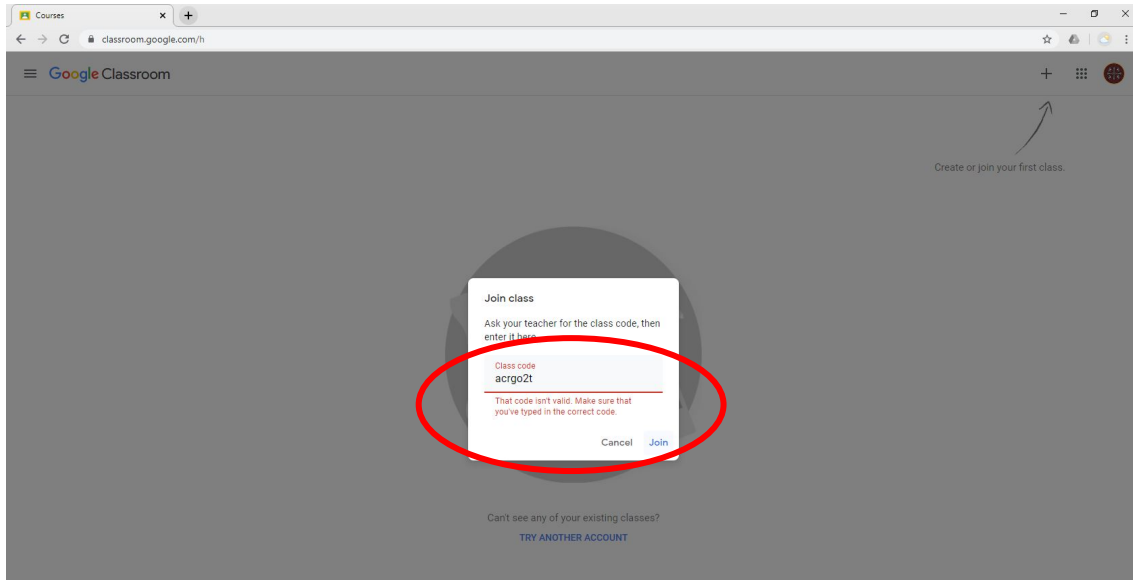 Courses
classroom.google.com/h
Google Classroom
Create or join your first class.
Join class
Ask your teacher for the class code, then
enter it here.
Class code
acrgo2t
That code isn't valid. Make sure that
you've typed in the correct code.
Cancel Join
Can't see any of your existing classes?
TRY ANOTHER ACCOUNT